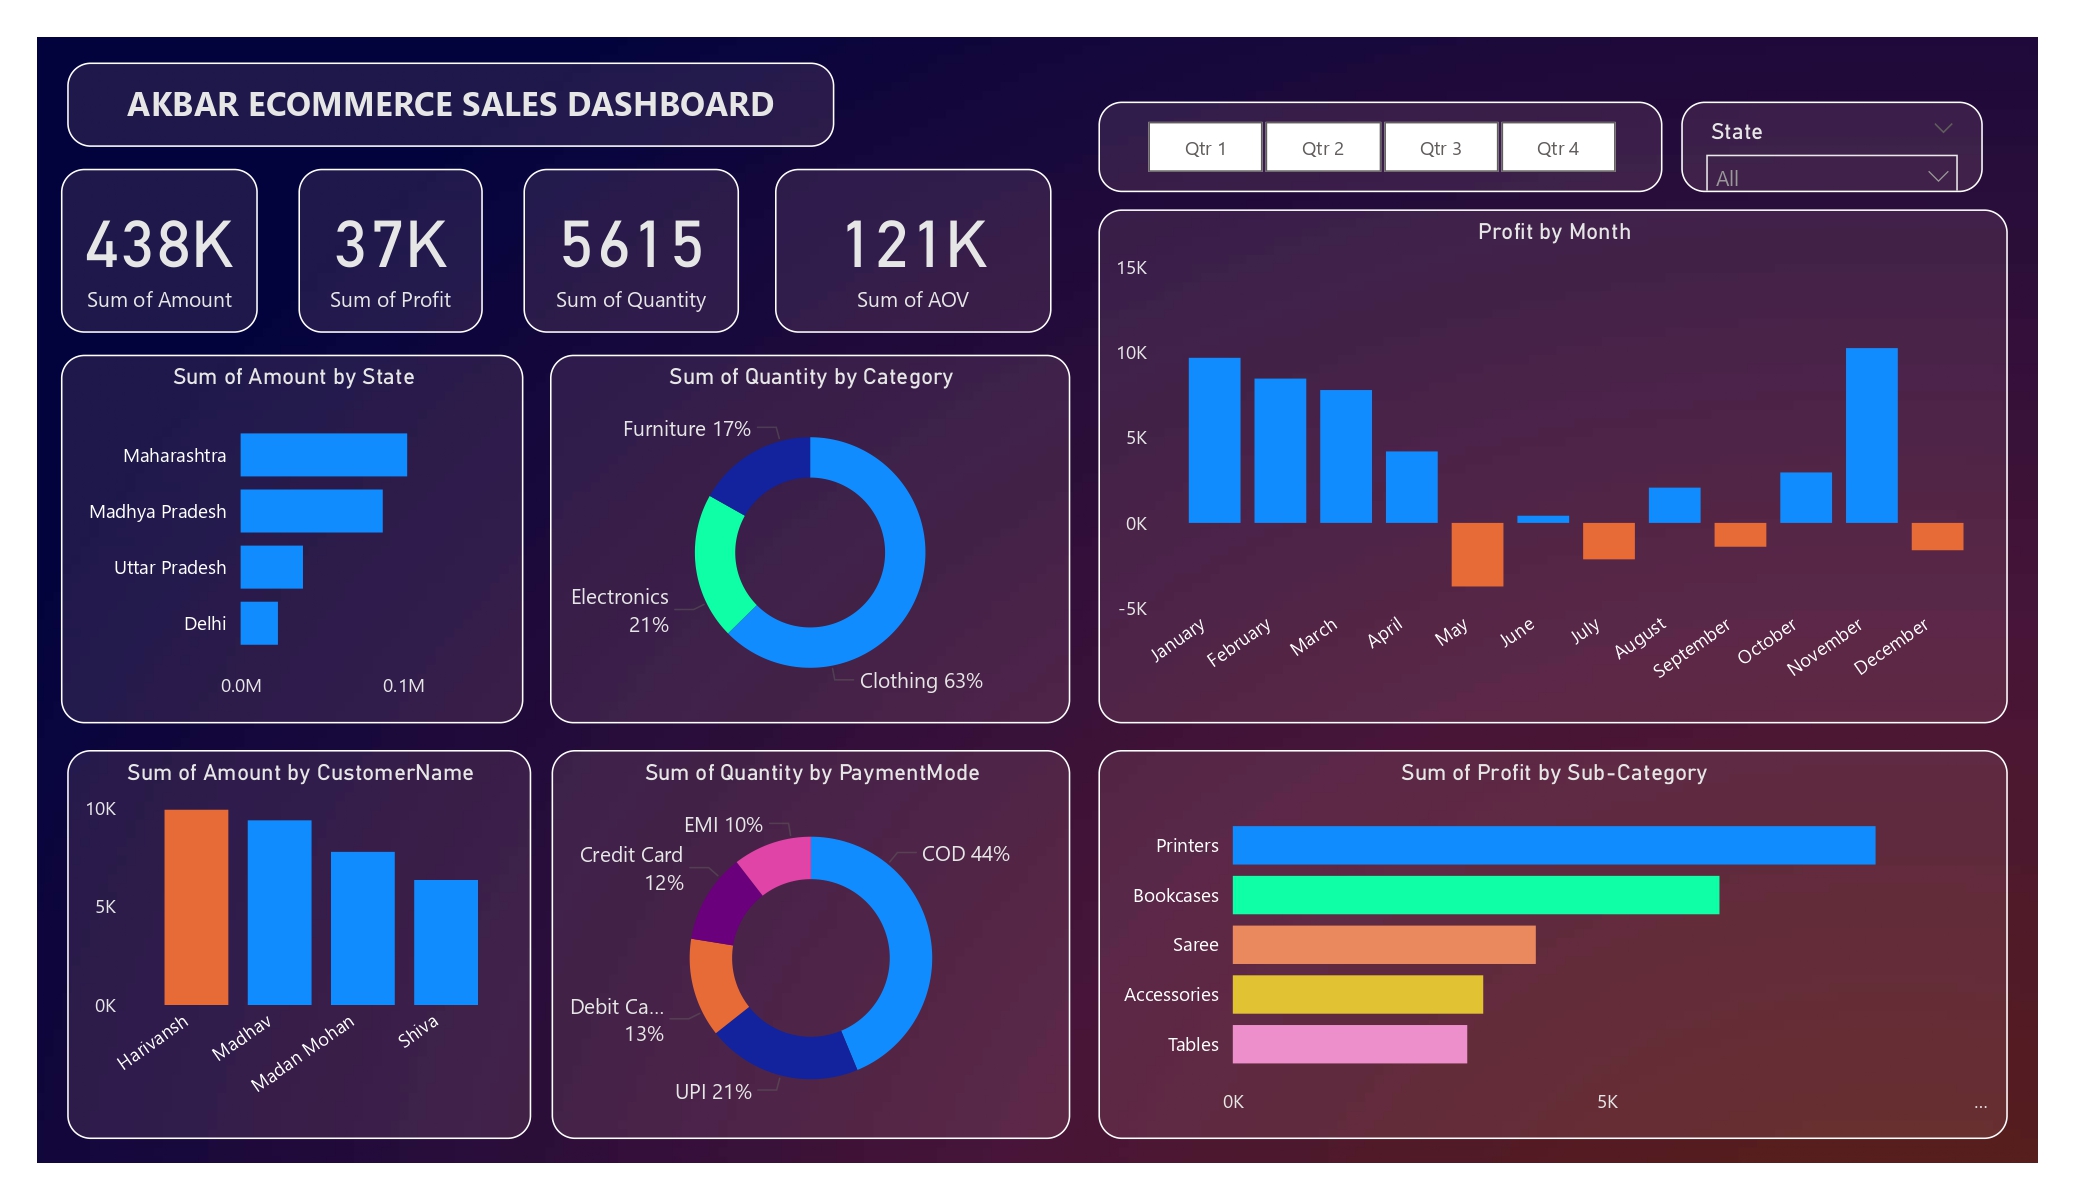 AKBAR ECOMMERCE SALES DASHBOARD
Qtr 1
Qtr 2
Qtr 3
Qtr 4
State
All
438K
Sum of Amount
37K
Sum of Profit
5615
Sum of Quantity
121K
Sum of AOV
Sum of Amount by State
Maharashtra
Madhya Pradesh
Uttar Pradesh
Delhi
0.0M
0.1M
Sum of Quantity by Category
Furniture 17%
Electronics
21%
Clothing 63%
Profit by Month
15K
10K
5K
0K
-5K
January
February
March
April
May
June
July
August
September
October
November
December
Sum of Amount by CustomerName
10K
5K
0K
Harivansh
Madhav
Madan Mohan
Shiva
Sum of Quantity by PaymentMode
EMI 10%
Credit Card
12%
COD 44%
Debit Ca...
13%
UPI 21%
Sum of Profit by Sub-Category
Printers
Bookcases
Saree
Accessories
Tables
0K
5K
...